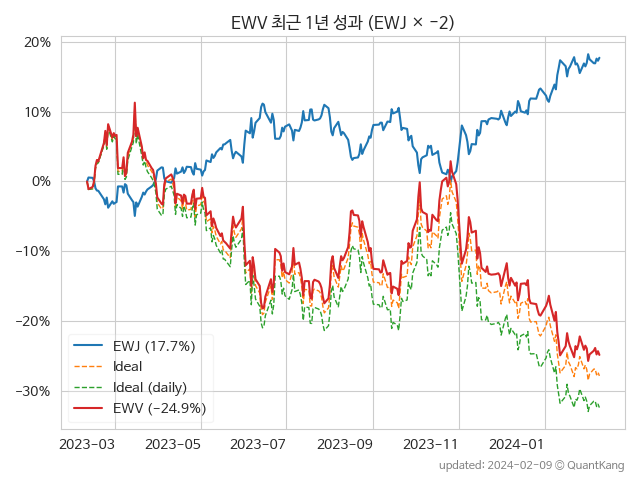 EWV 최근 1년 성과 (EWJ × -2)
20%
10%
0%
−10%
−20%
−30%
EWJ (17.7%)
Ideal
Ideal (daily)
EWV (-24.9%)
2023-03 2023-05 2023-07 2023-09 2023-11 2024-01
updated: 2024-02-09 © QuantKang